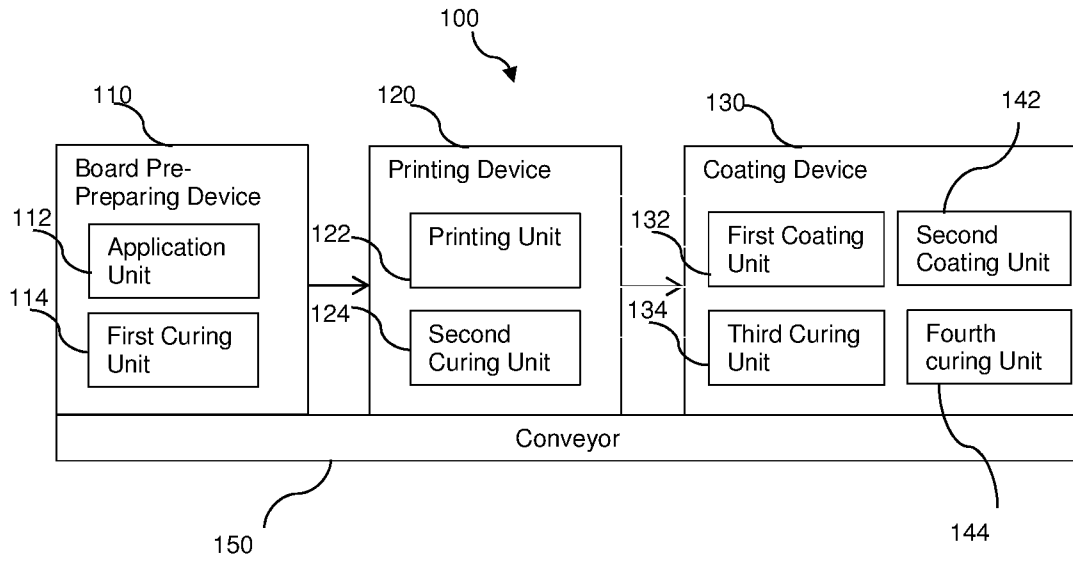 100
110
120
130
142
Board Pre-
Preparing Device
Printing Device
Coating Device
112
Application
Unit
122
Printing Unit
132
First Coating
Unit
Second
Coating Unit
114
First Curing
Unit
124
Second
Curing Unit
134
Third Curing
Unit
Fourth
curing Unit
Conveyor
150
144